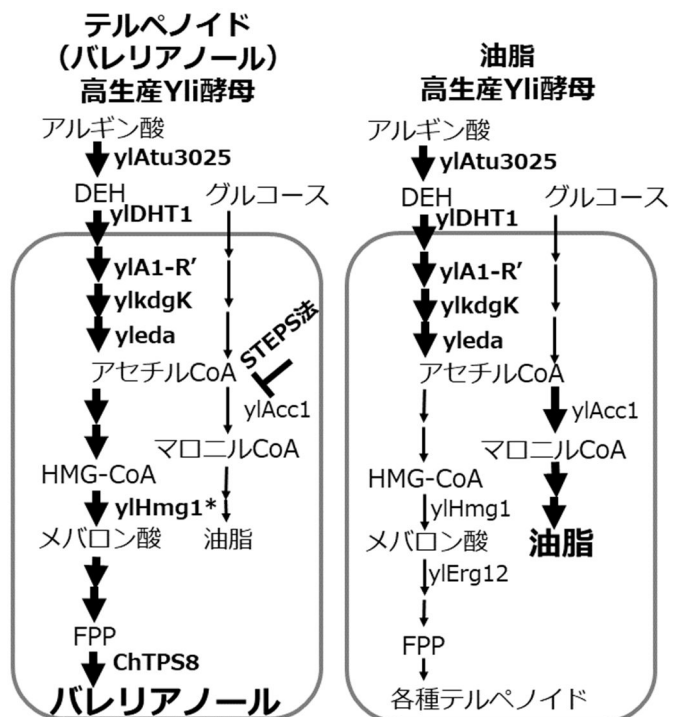 テルペノイド
（バレリアノール）
高生産Yli酵母
アルギン酸
ylAtu3025
DEH
グルコース
ylDHT1
ylA1-R’
ylkdgK
yleda
STEPS法
アセチルCoA
ylAcc1
マロニルCoA
HMG-CoA
ylHmg1*
メバロン酸
油脂
FPP
ChTPS8
バレリアノール
油脂
高生産Yli酵母
アルギン酸
ylAtu3025
DEH
グルコース
ylDHT1
ylA1-R’
ylkdgK
yleda
アセチルCoA
ylAcc1
マロニルCoA
HMG-CoA
ylHmg1
メバロン酸
油脂
ylErg12
FPP
各種テルペノイド